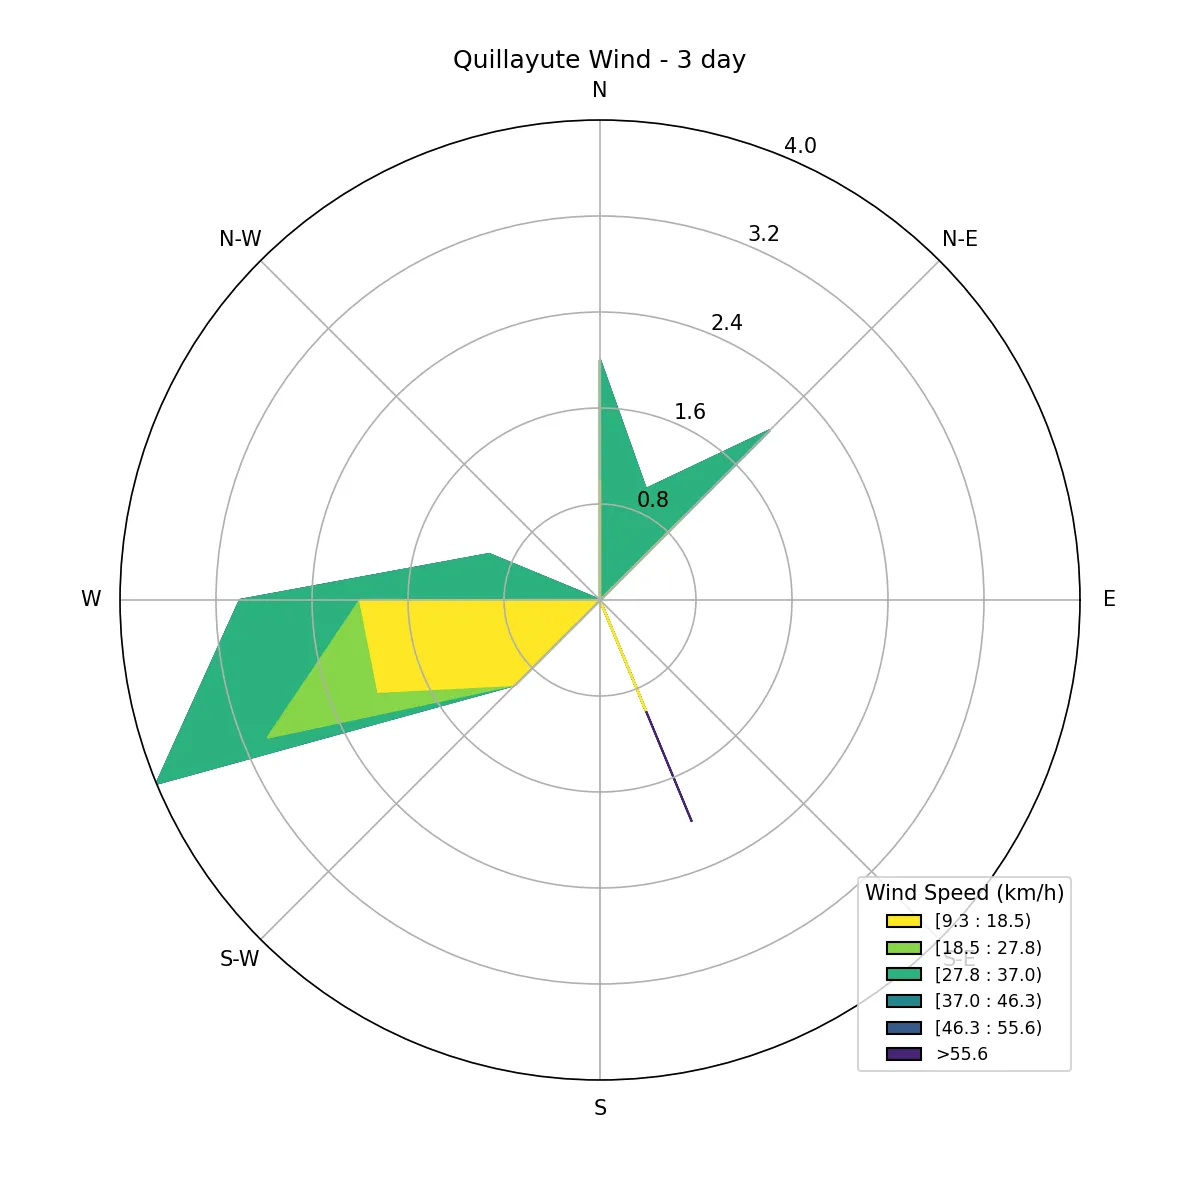 Quillayute Wind - 3 day
N
4.0
N-W
3.2
N-E
2.4
1.6
0.8
W
E
S-W
S-E
S
Wind Speed (km/h)
[9.3 : 18.5)
[18.5 : 27.8)
[27.8 : 37.0)
[37.0 : 46.3)
[46.3 : 55.6)
>55.6